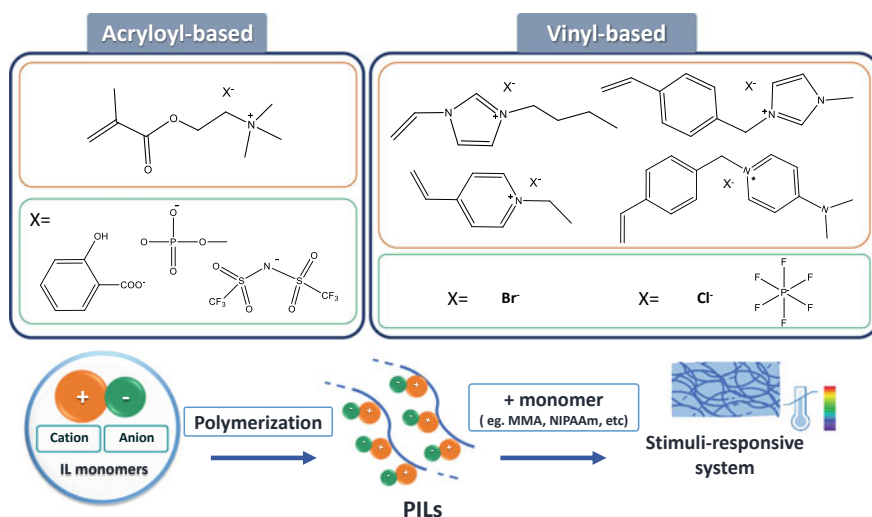 Acryloyl-based
Vinyl-based
X-
O
O
N
+
X=
OH
COO-
O-
O
P
O
O
O
N
-
O
S
S
O
O
O
CF3
CF3
X-
N
N
+
X-
N
N
+
X-
N
+
X-
N
+
N
X=
Br-
X=
Cl-
F
F
F
P-
F
F
F
+
-
Cation
Anion
IL monomers
Polymerization
PILs
+ monomer
( eg. MMA, NIPAAm, etc)
Stimuli-responsive
system